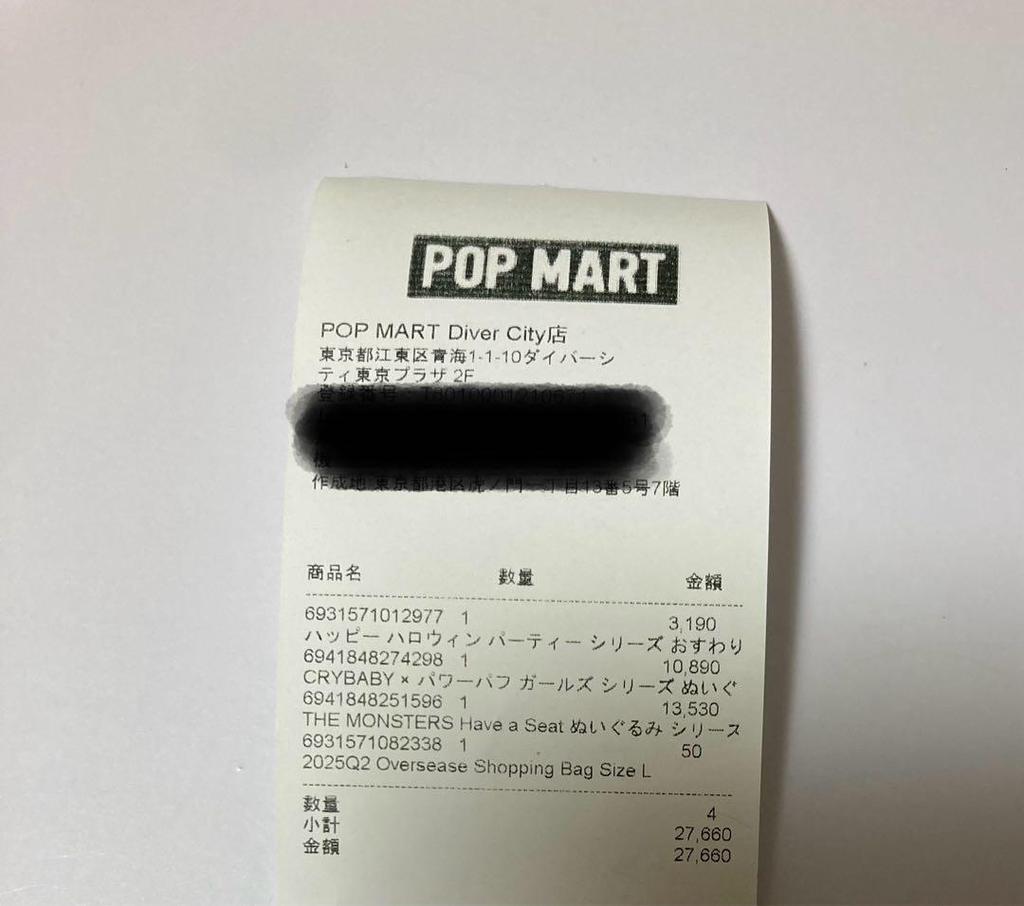 POP MART
POP MART Diver City店
東京都江東区青海1-1-10ダイバーシ
ティ東京プラザ 2F
登録番号：
作成地 東京都港区虎ノ門一丁目13番5号7階
商品名 数量 金額
6931571012977 1 3,190
ハッピー ハロウィン パーティー シリーズ おすわり
6941848274298 1 10,890
CRYBABY × パワーパフ ガールズ シリーズ ぬいぐ
6941848251596 1 13,530
THE MONSTERS Have a Seat ぬいぐるみ シリーズ
6931571082338 1 50
2025Q2 Oversease Shopping Bag Size L
数量 4
小計 27,660
金額 27,660